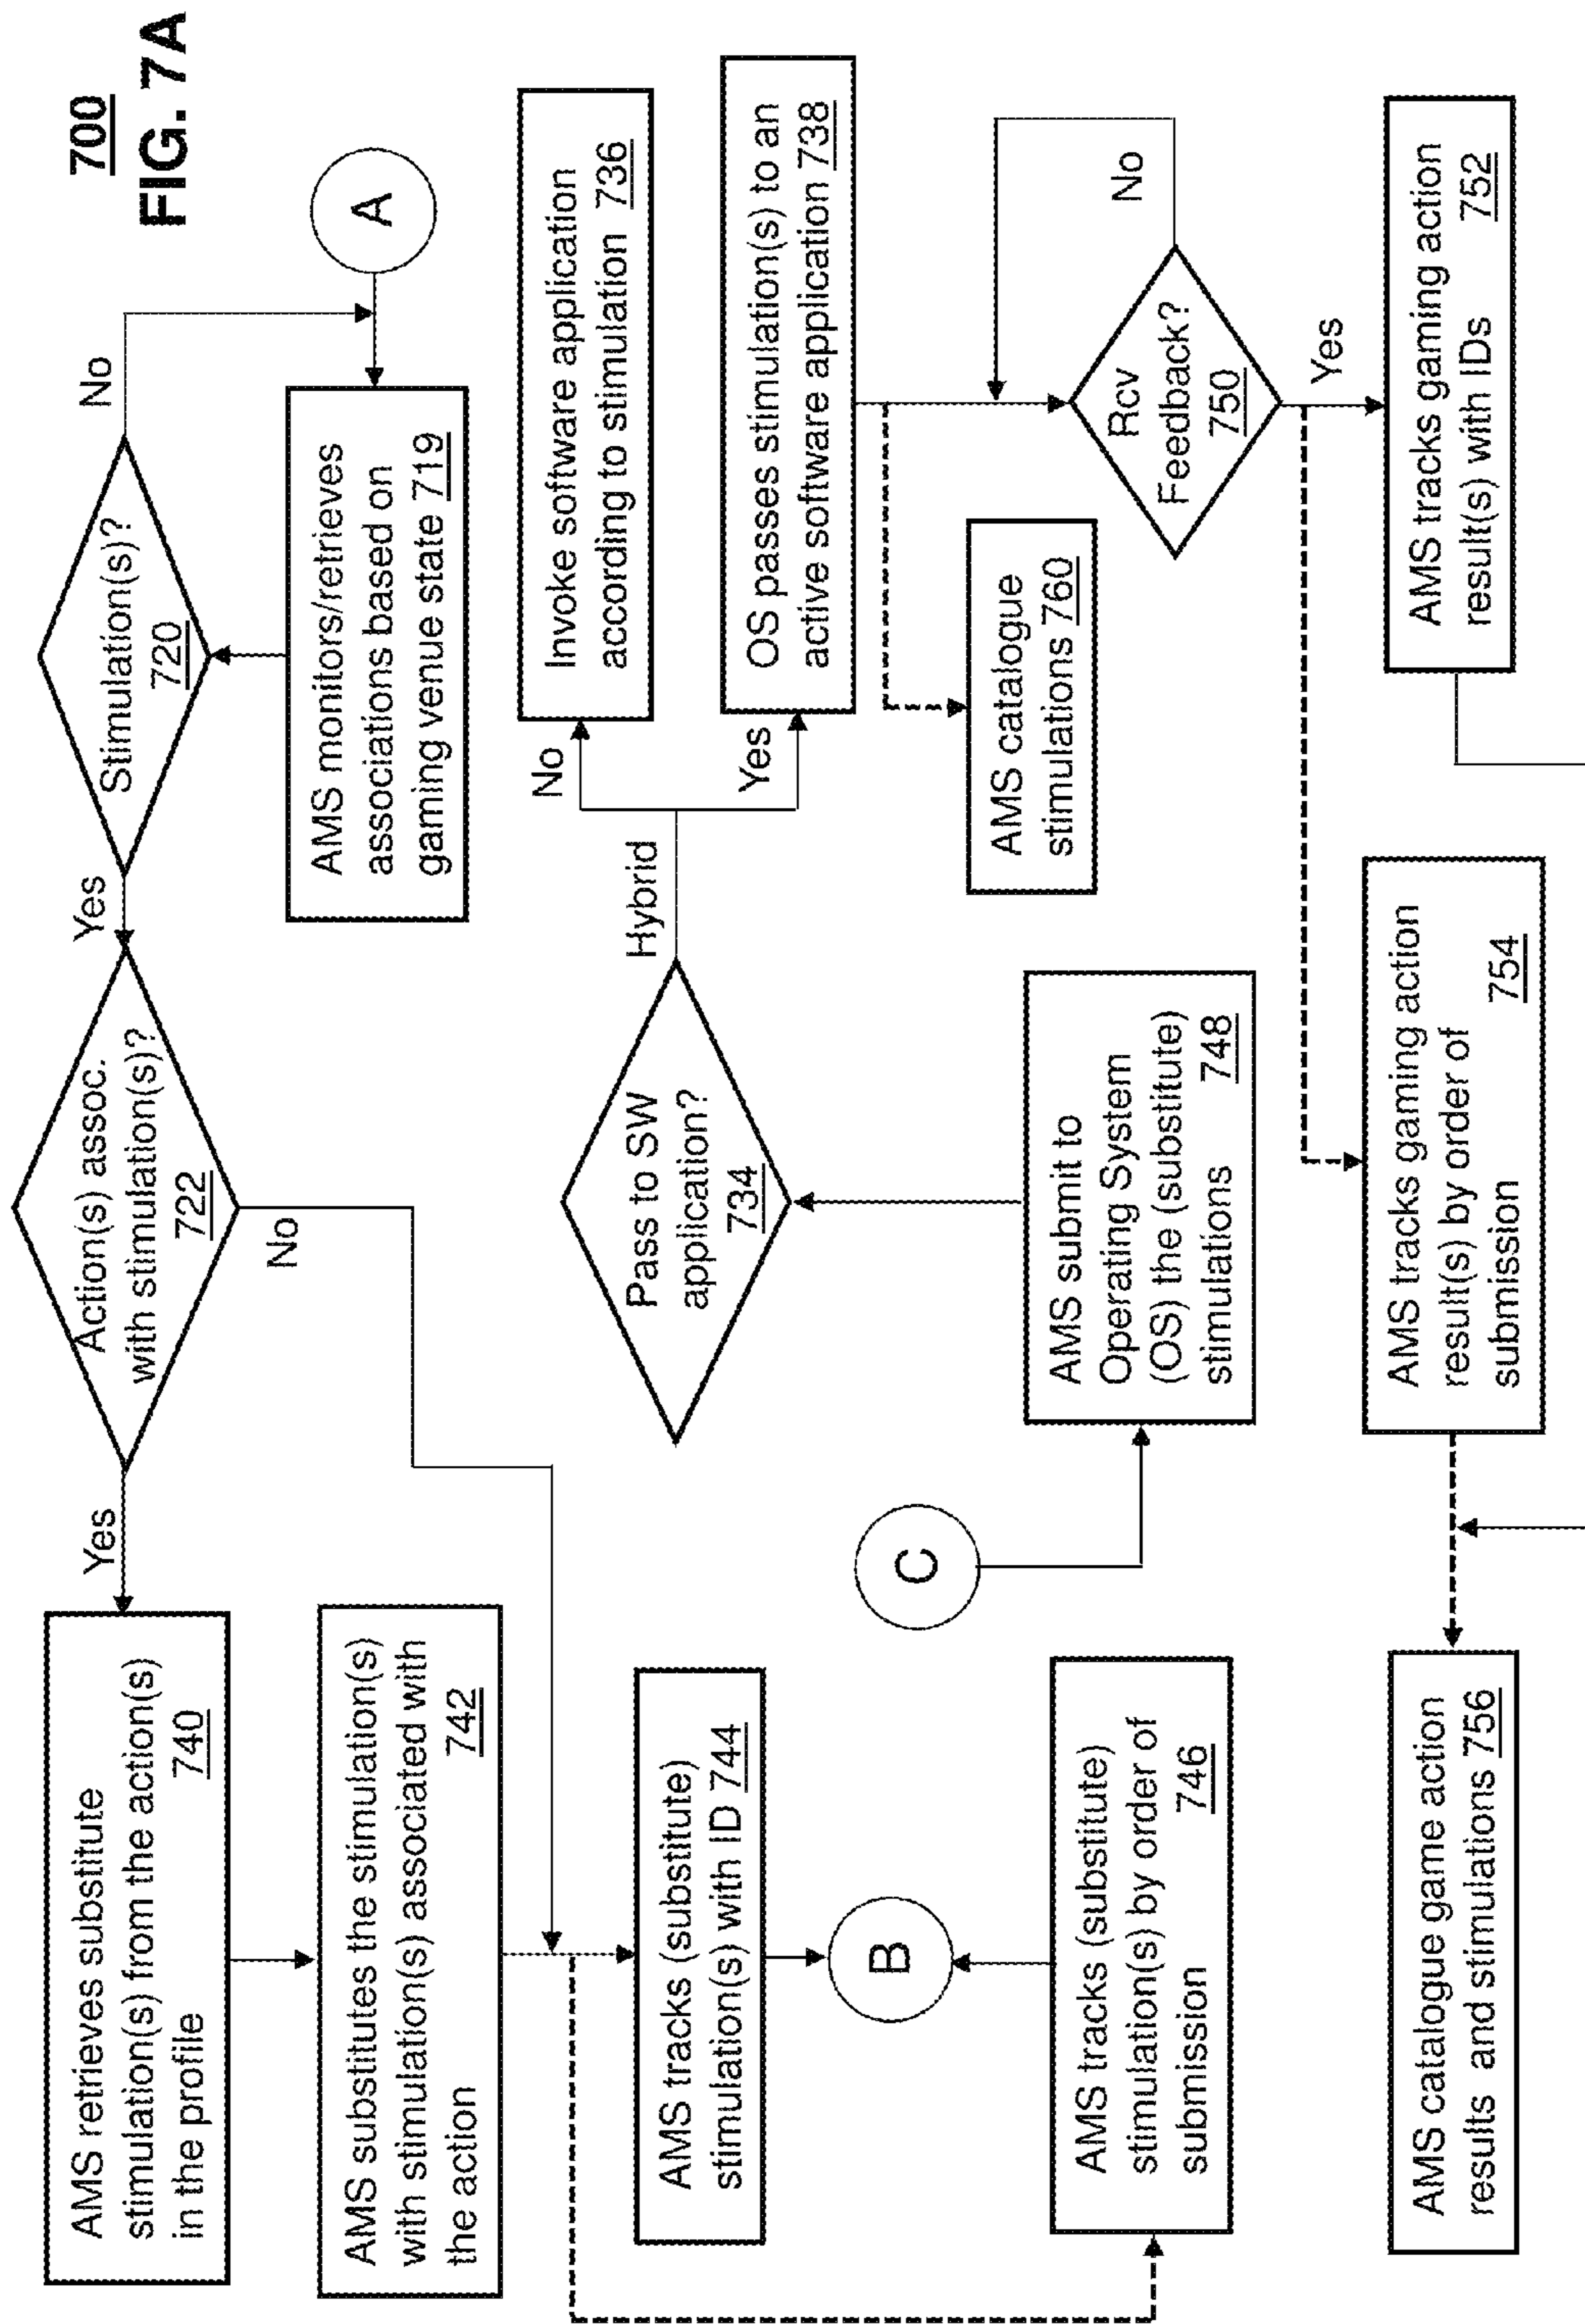 700
FIG. 7A
AMS retrieves substitute
stimulation(s) from the action(s)
in the profile
740
Yes
Action(s) assoc.
with stimulation(s)?
722
Yes
Stimulation(s)?
720
No
A
AMS monitors/retrieves
associations based on
gaming venue state 719
No
AMS substitutes the stimulation(s)
with stimulation(s) associated with
the action
742
AMS tracks (substitute)
stimulation(s) with ID 744
B
AMS tracks (substitute
stimulation(s) by order of
submission
746
C
AMS submit to
Operating System
(OS) the (substitute)
stimulations
748
Pass to SW
application?
734
Hybrid
No
Invoke software application
according to stimulation 736
Yes
OS passes stimulation(s) to an
active software application 738
AMS catalogue
stimulations 760
Rcv
Feedback?
750
No
Yes
AMS tracks gaming action
result(s) with IDs 752
AMS tracks gaming action
result(s) by order of
submission
754
AMS catalogue game action
results and stimulations 756